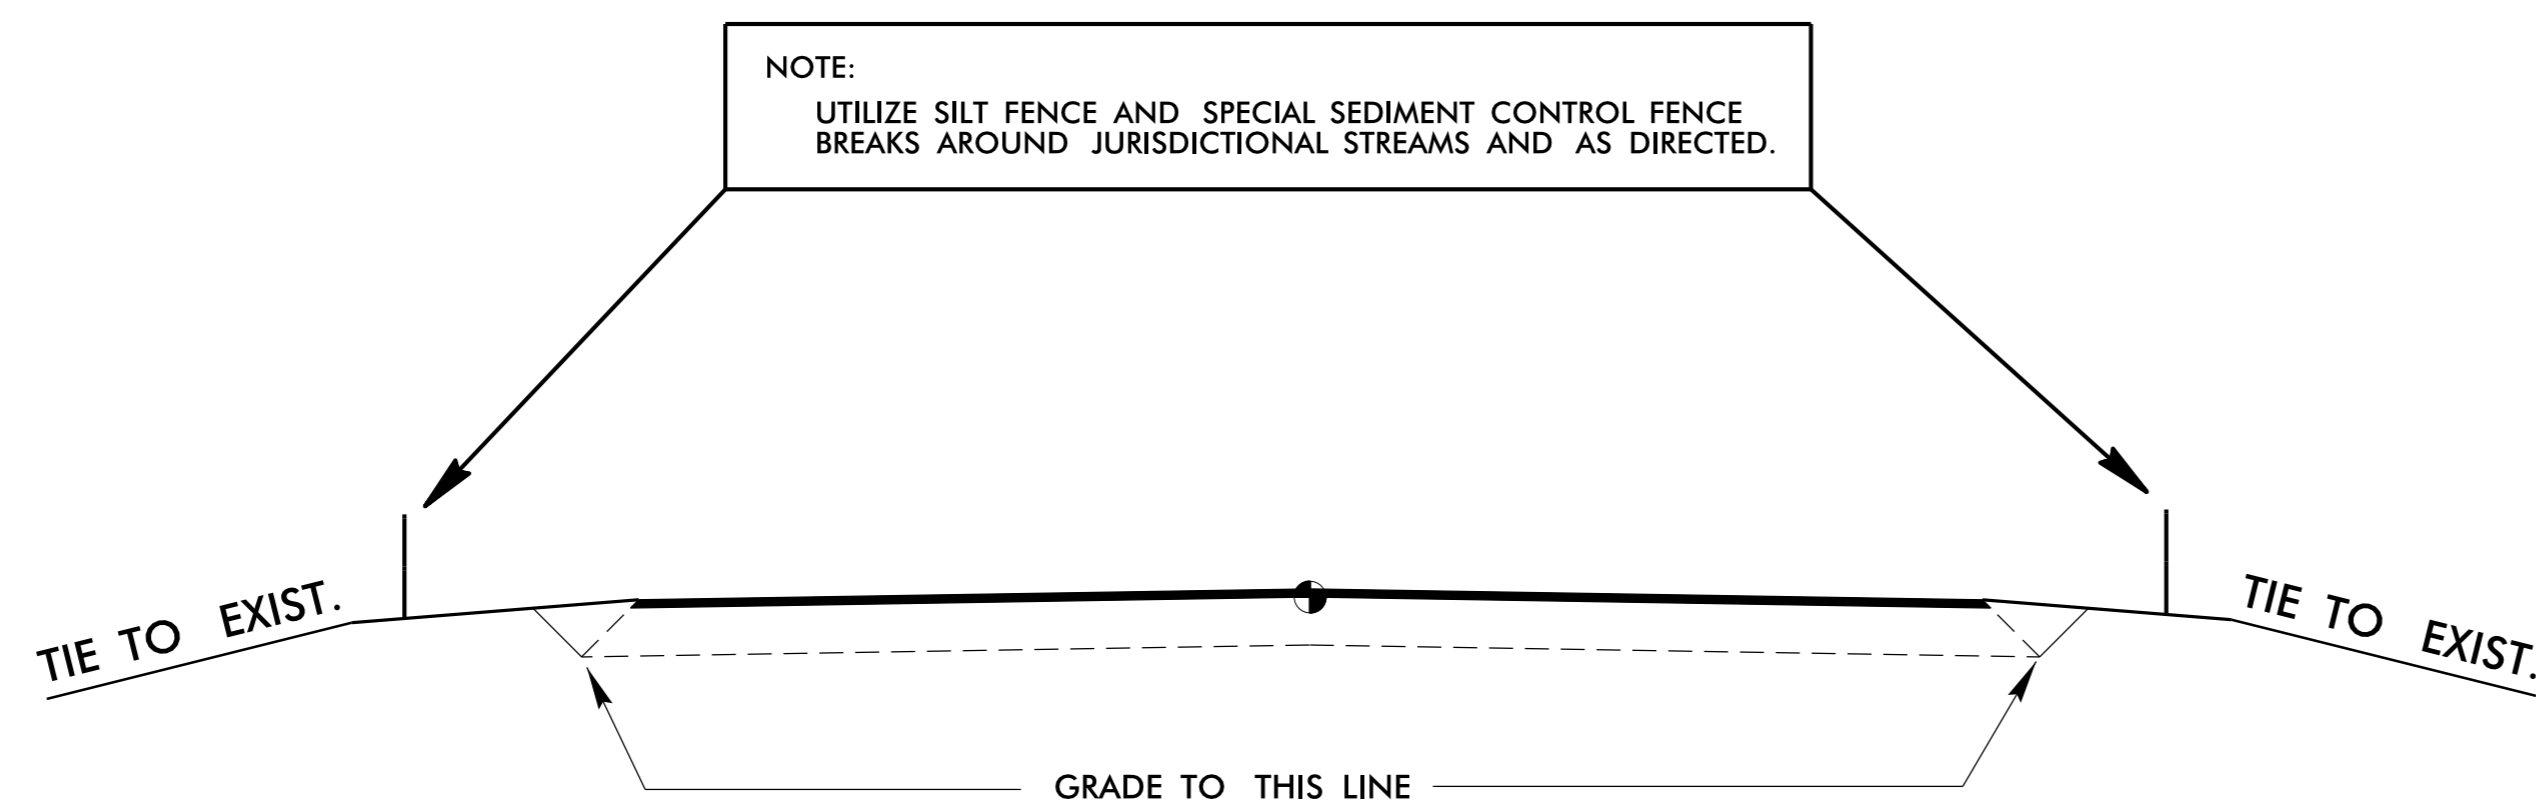 NOTE:
UTILIZE SILT FENCE AND SPECIAL SEDIMENT CONTROL FENCE
BREAKS AROUND JURISDICTIONAL STREAMS AND AS DIRECTED.
TIE TO EXIST.
TIE TO EXIST.
GRADE TO THIS LINE